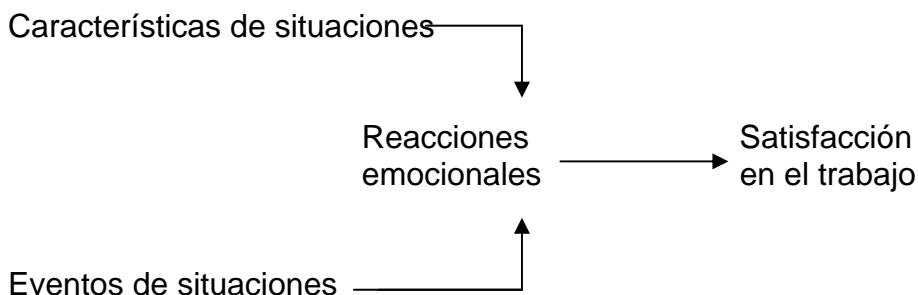 Características de situaciones
Reacciones
emocionales
Satisfacción
en el trabajo
Eventos de situaciones